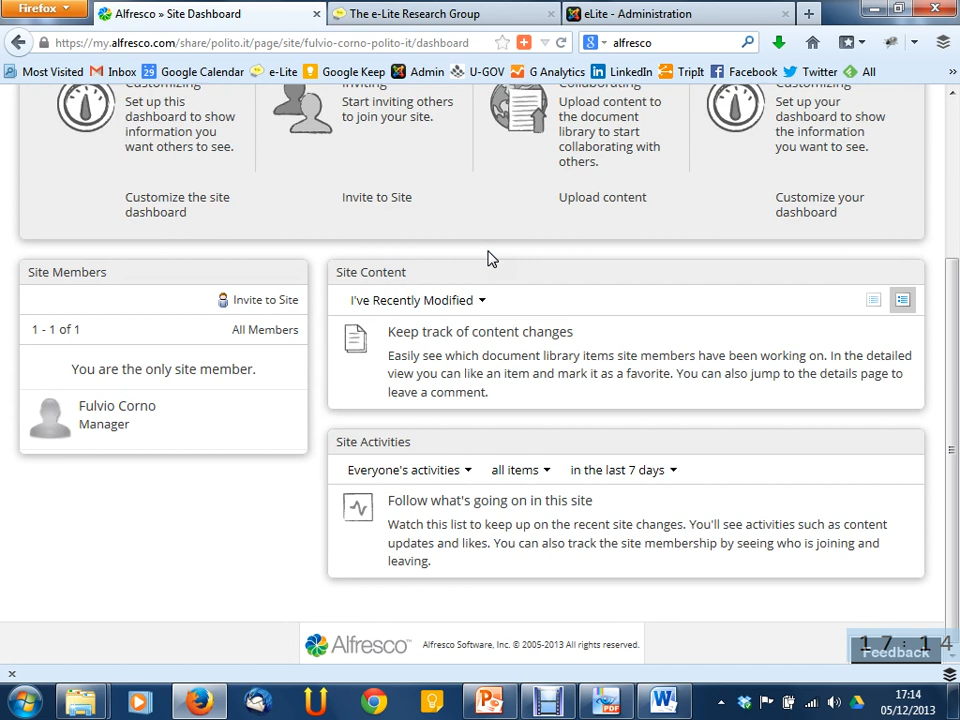 Firefox
Alfresco » Site Dashboard
The e-Lite Research Group
eLite - Administration
https://my.alfresco.com/share/polito.it/page/site/fulvio-corno-polito-it/dashboard
alfresco
Most Visited
Inbox
Google Calendar
e-Lite
Google Keep
Admin
U-GOV
G Analytics
LinkedIn
TripIt
Facebook
Twitter
All
Customizing
Set up this
dashboard to show
information you
want others to see.
Customize the site
dashboard
Inviting
Start inviting others
to join your site.
Invite to Site
Collaborating
Upload content to
the document
library to start
collaborating with
others.
Upload content
Customizing
Set up your
dashboard to show
the information
you want to see.
Customize your
dashboard
Site Members
Invite to Site
1 - 1 of 1
All Members
You are the only site member.
Fulvio Corno
Manager
Site Content
I've Recently Modified
Keep track of content changes
Easily see which document library items site members have been working on. In the detailed
view you can like an item and mark it as a favorite. You can also jump to the details page to
leave a comment.
Site Activities
Everyone's activities
all items
in the last 7 days
Follow what's going on in this site
Watch this list to keep up on the recent site changes. You'll see activities such as content
updates and likes. You can also track the site membership by seeing who is joining and
leaving.
Alfresco™
Alfresco Software, Inc. © 2005-2013 All rights reserved.
17:14
Feedback
17:14
05/12/2013